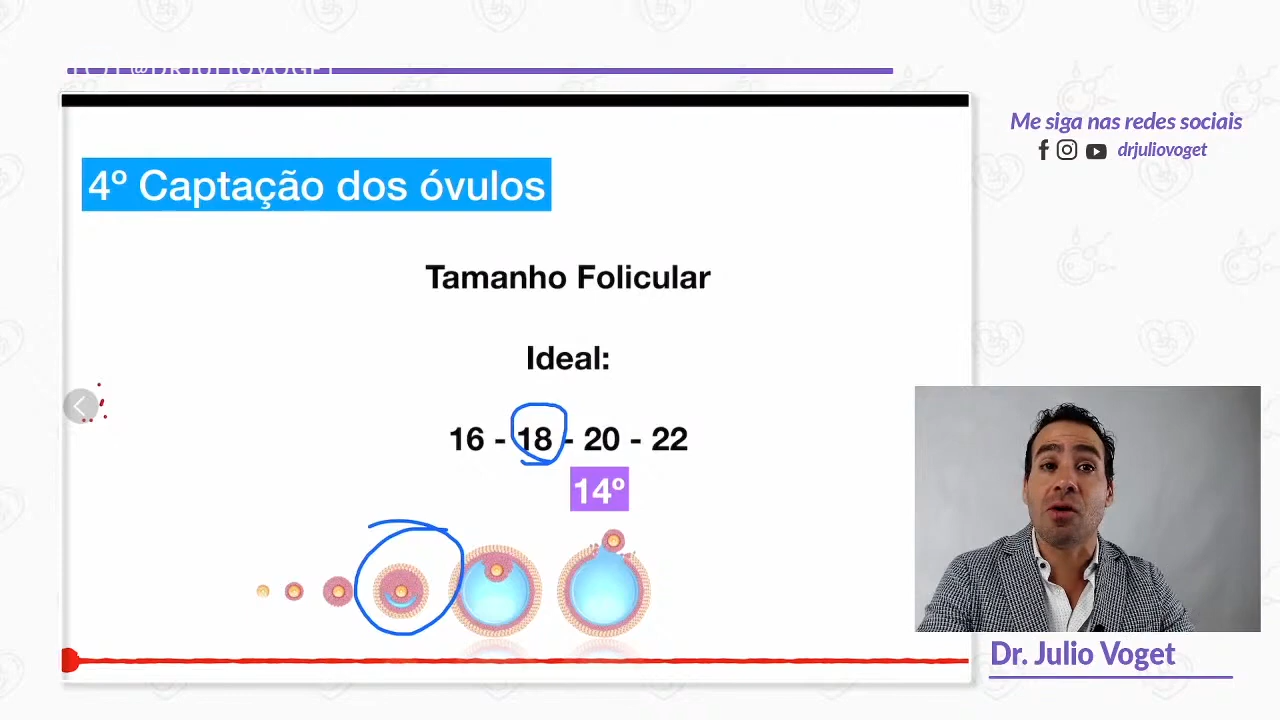 @DRJULIOVOGET
4º Captação dos óvulos
Tamanho Folicular
Ideal:
16 - 18 - 20 - 22
14º
Me siga nas redes sociais
drjuliovoget
Dr. Julio Voget